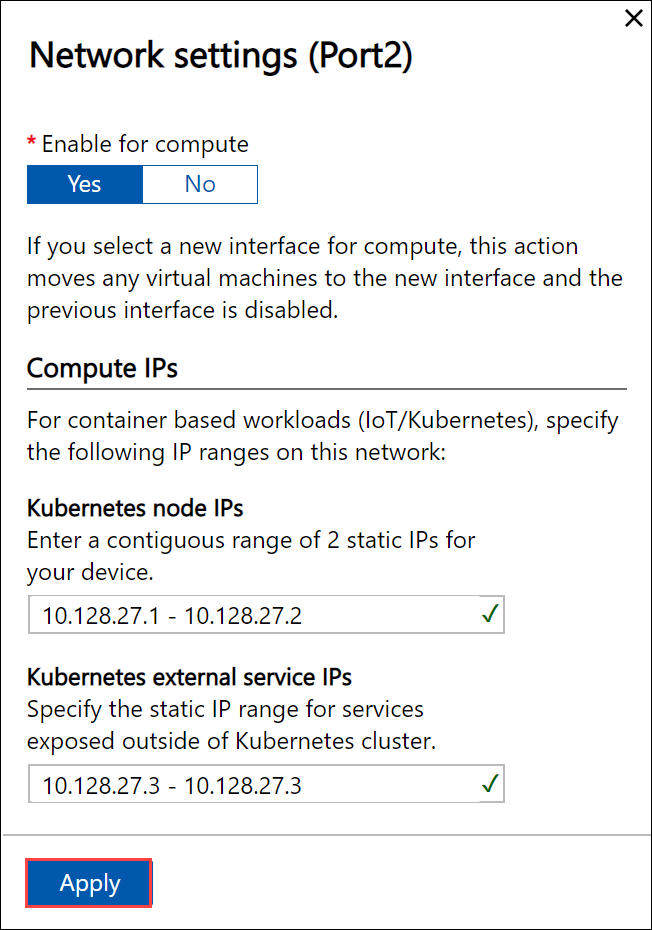 Network settings (Port2)
* Enable for compute
Yes No
If you select a new interface for compute, this action
moves any virtual machines to the new interface and the
previous interface is disabled.
Compute IPs
For container based workloads (IoT/Kubernetes), specify
the following IP ranges on this network:
Kubernetes node IPs
Enter a contiguous range of 2 static IPs for
your device.
10.128.27.1 - 10.128.27.2
Kubernetes external service IPs
Specify the static IP range for services
exposed outside of Kubernetes cluster.
10.128.27.3 - 10.128.27.3
Apply